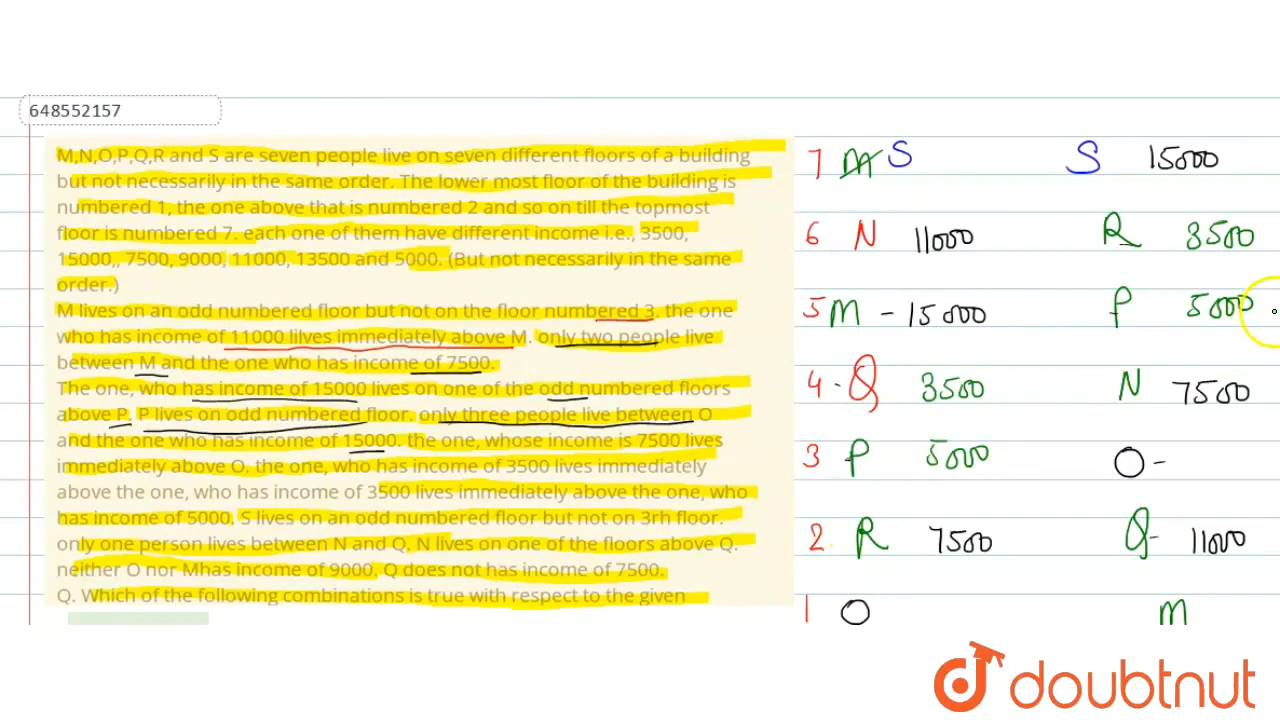 648552157
M,N,O,P,Q,R and S are seven people live on seven different floors of a building
but not necessarily in the same order. The lower most floor of the building is
numbered 1, the one above that is numbered 2 and so on till the topmost
floor is numbered 7. each one of them have different income i.e., 3500,
15000,, 7500, 9000, 11000, 13500 and 5000. (But not necessarily in the same
order.)
M lives on an odd numbered floor but not on the floor numbered 3. the one
who has income of 11000 lilves immediately above M. only two people live
between M and the one who has income of 7500.
The one, who has income of 15000 lives on one of the odd numbered floors
above P. P lives on odd numbered floor. only three people live between O
and the one who has income of 15000. the one, whose income is 7500 lives
immediately above O. the one, who has income of 3500 lives immediately
above the one, who has income of 3500 lives immediately above the one, who
has income of 5000, S lives on an odd numbered floor but not on 3rh floor.
only one person lives between N and Q, N lives on one of the floors above Q.
neither O nor Mhas income of 9000, Q does not has income of 7500.
Q. Which of the following combinations is true with respect to the given
7 M S S 15000
6 N 11000 R 3500
5 M - 15000 P 5000
4 - Q 3500 N 7500
3 P 5000 O -
2 R 7500 Q - 11000
1 O M
doubtnut